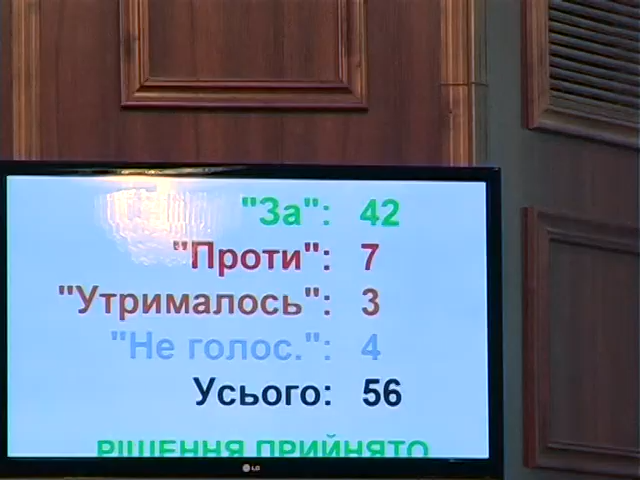 "За": 42
"Проти": 7
"Утрималось": 3
"Не голос.": 4
Усього: 56
РІШЕННЯ ПРИЙНЯТО
LG